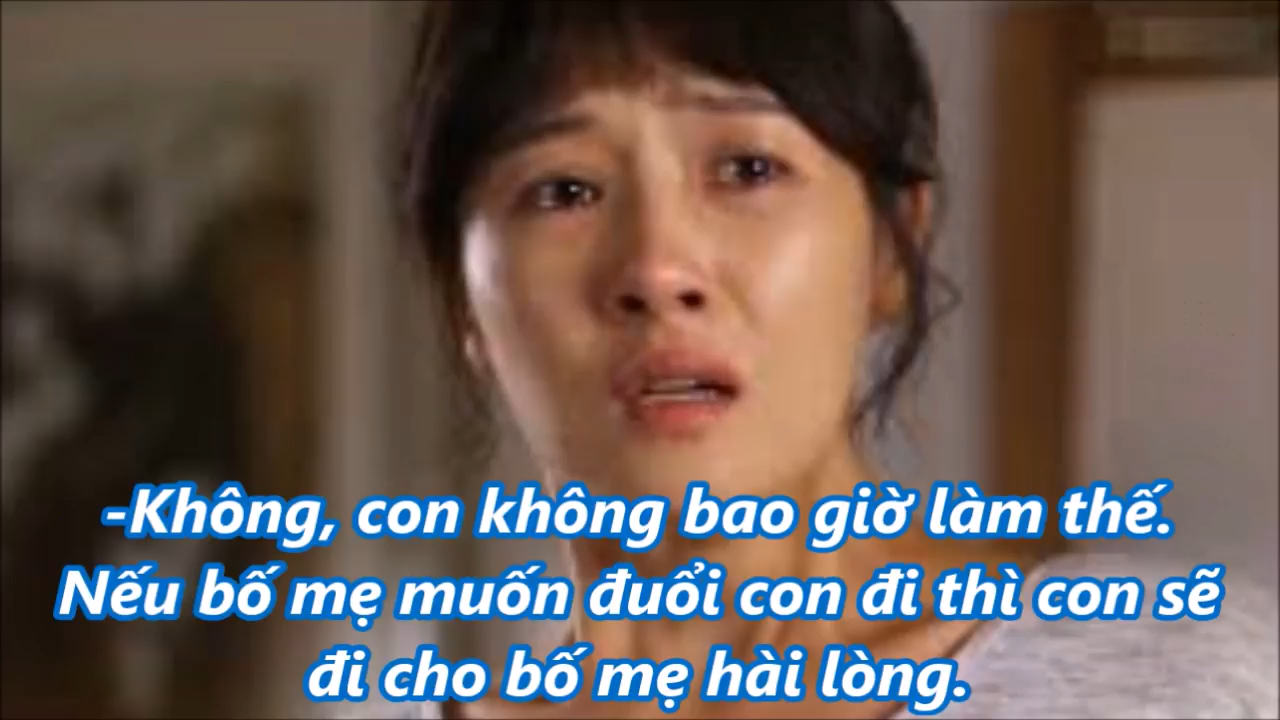 -Không, con không bao giờ làm thế.
Nếu bố mẹ muốn đuổi con đi thì con sẽ
đi cho bố mẹ hài lòng.